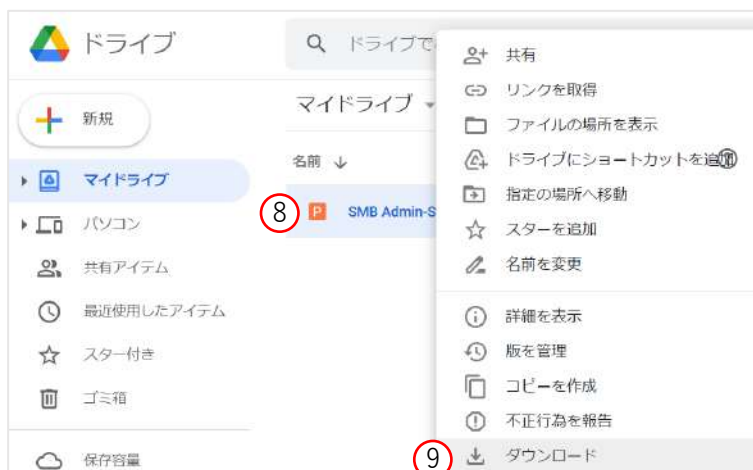 ドライブ
ドライブで
新規
マイドライブ
パソコン
共有アイテム
最近使用したアイテム
スター付き
ゴミ箱
保存容量
マイドライブ
名前
⑧
P SMB Admin-S
共有
リンクを取得
ファイルの場所を表示
ドライブにショートカットを追加
指定の場所へ移動
スターを追加
名前を変更
詳細を表示
版を管理
コピーを作成
不正行為を報告
⑨ ダウンロード